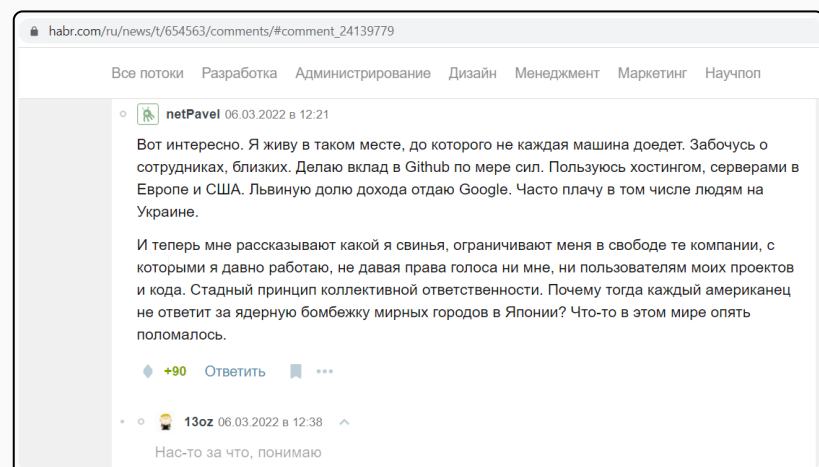 habr.com/ru/news/t/654563/comments/#comment_24139779
Все потоки Разработка Администрирование Дизайн Менеджмент Маркетинг Научпоп
netPavel 06.03.2022 в 12:21
Вот интересно. Я живу в таком месте, до которого не каждая машина доедет. Забочусь о
сотрудниках, близких. Делаю вклад в Github по мере сил. Пользуюсь хостингом, серверами в
Европе и США. Львиную долю дохода отдаю Google. Часто плачу в том числе людям на
Украине.
И теперь мне рассказывают какой я свинья, ограничивают меня в свободе те компании, с
которыми я давно работаю, не давая права голоса ни мне, ни пользователям моих проектов
и кода. Стадный принцип коллективной ответственности. Почему тогда каждый американец
не ответит за ядерную бомбежку мирных городов в Японии? Что-то в этом мире опять
поломалось.
+90 Ответить
13oz 06.03.2022 в 12:38
Нас-то за что, понимаю